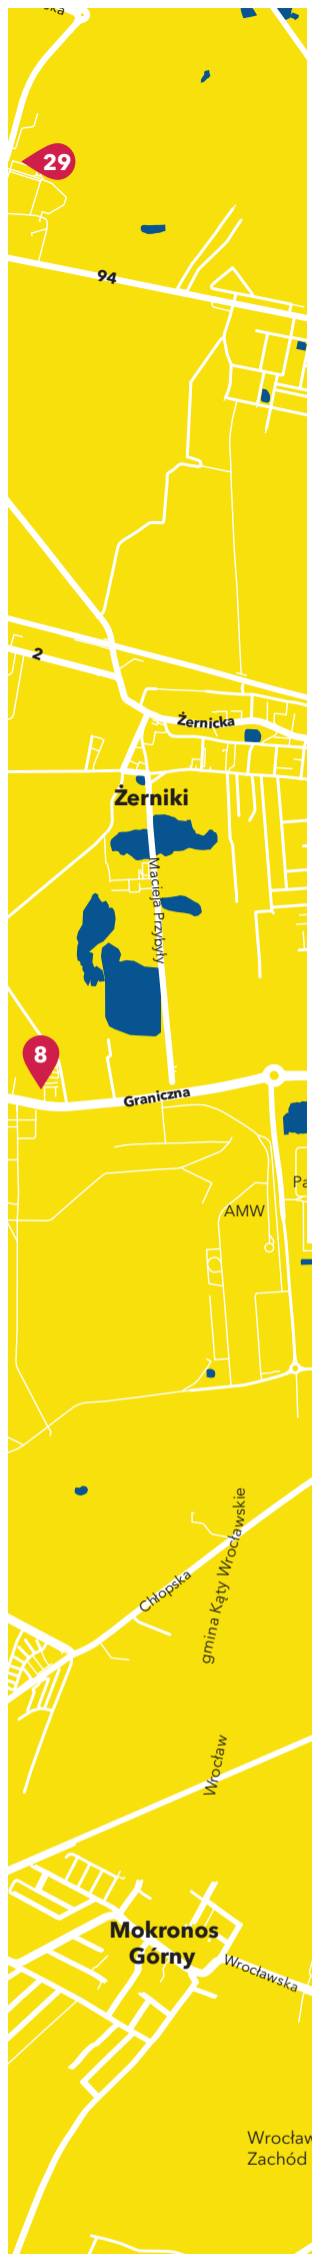 29
94
2
Żernicka
Żerniki
Macieja Przybyły
8
Graniczna
AMW
gmina Kąty Wrocławskie
Chłopska
Wrocław
Mokronos
Górny
Wrocławska
Wrocław
Zachód